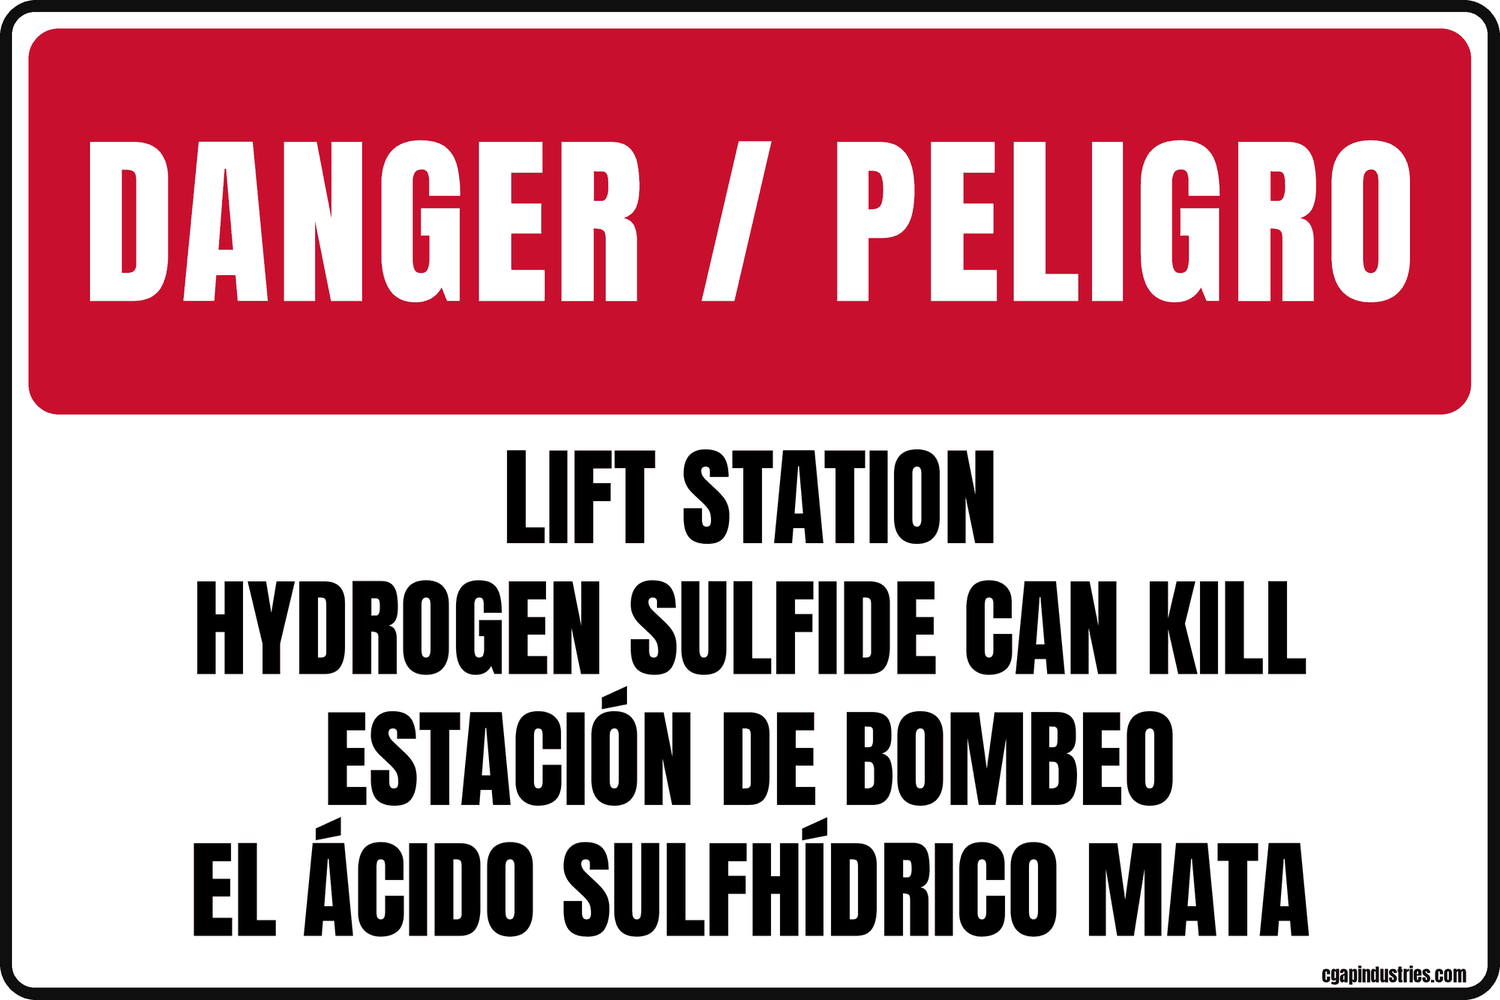 DANGER / PELIGRO
LIFT STATION
HYDROGEN SULFIDE CAN KILL
ESTACIÓN DE BOMBEO
EL ÁCIDO SULFHÍDRICO MATA
cgapindustries.com